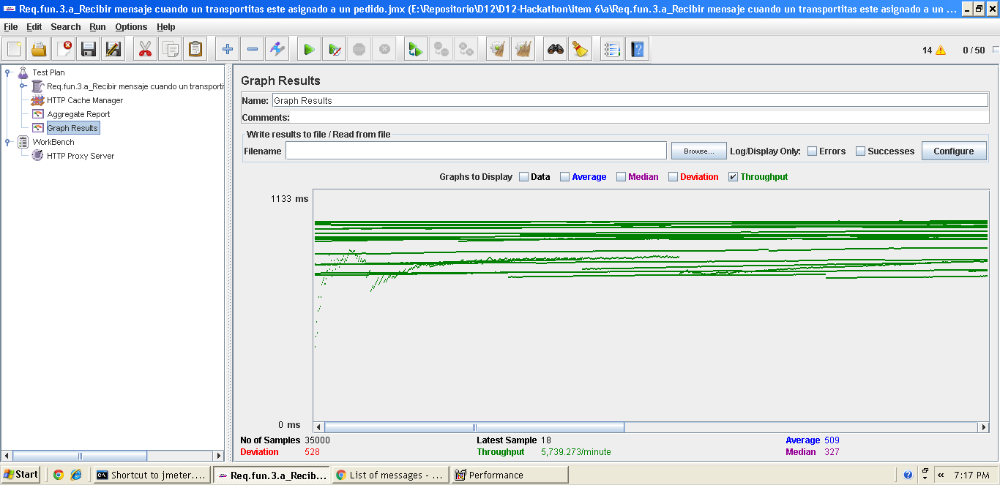 Req.fun.3.a_Recibir mensaje cuando un transportitas este asignado a un pedido.jmx (E:\Repositorio\D12\D12-Hackathon\item 6\a\Req.fun.3.a_Recibir mensaje cuando un transportitas este asignado a un ...
File Edit Search Run Options Help
14 0 / 50
Test Plan
Req.fun.3.a_Recibir mensaje cuando un transporti
HTTP Cache Manager
Aggregate Report
Graph Results
WorkBench
HTTP Proxy Server
Graph Results
Name: Graph Results
Comments:
Write results to file / Read from file
Filename Browse... Log/Display Only: Errors Successes Configure
Graphs to Display Data Average Median Deviation Throughput
1133 ms
0 ms
No of Samples 35000 Latest Sample 18 Average 509
Deviation 528 Throughput 5,739.273/minute Median 327
Start Shortcut to jmeter.... Req.fun.3.a_Recib... List of messages - ... Performance « 7:17 PM